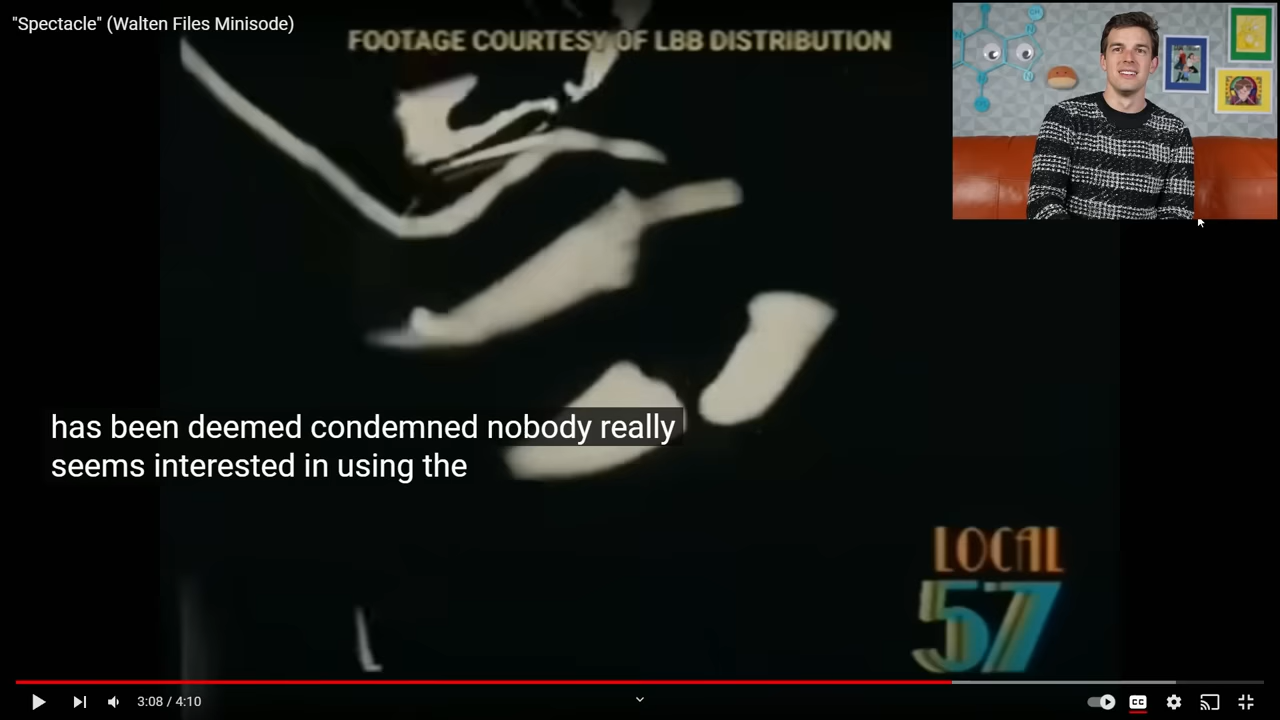 "Spectacle" (Walten Files Minisode)
FOOTAGE COURTESY OF LBB DISTRIBUTION
has been deemed condemned nobody really
seems interested in using the
LOCAL
57
3:08 / 4:10
CC